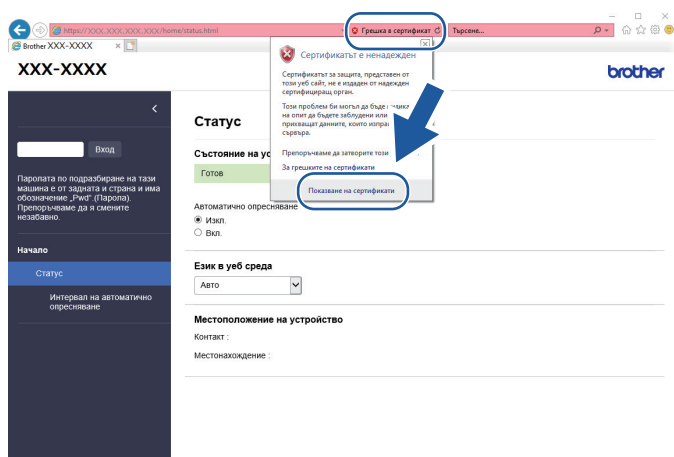 https://XXX.XXX.XXX.XXX/home/status.html
Грешка в сертификат
Търсене...
Brother XXX-XXXX
XXX-XXXX
brother
Сертификатът е ненадежден
Сертификатът за защита, представен от
този уеб сайт, не е издаден от надежден
сертифициращ орган.
Този проблем би могъл да бъде
на опит да бъдете заблудени или
прихващат данните, които
сървъра.
Препоръчваме да затворите този
За грешките на сертификати
Показване на сертификати
Вход
Паролата по подразбиране на тази
машина е от задната и страна и има
обозначение „Pwd“.(Парола).
Препоръчваме да я смените
незабавно.
Начало
Статус
Интервал на автоматично
опресняване
Статус
Състояние на
Готов
Автоматично опресняване
Изкл.
Вкл.
Език в уеб среда
Авто
Местоположение на устройство
Контакт :
Местонахождение :